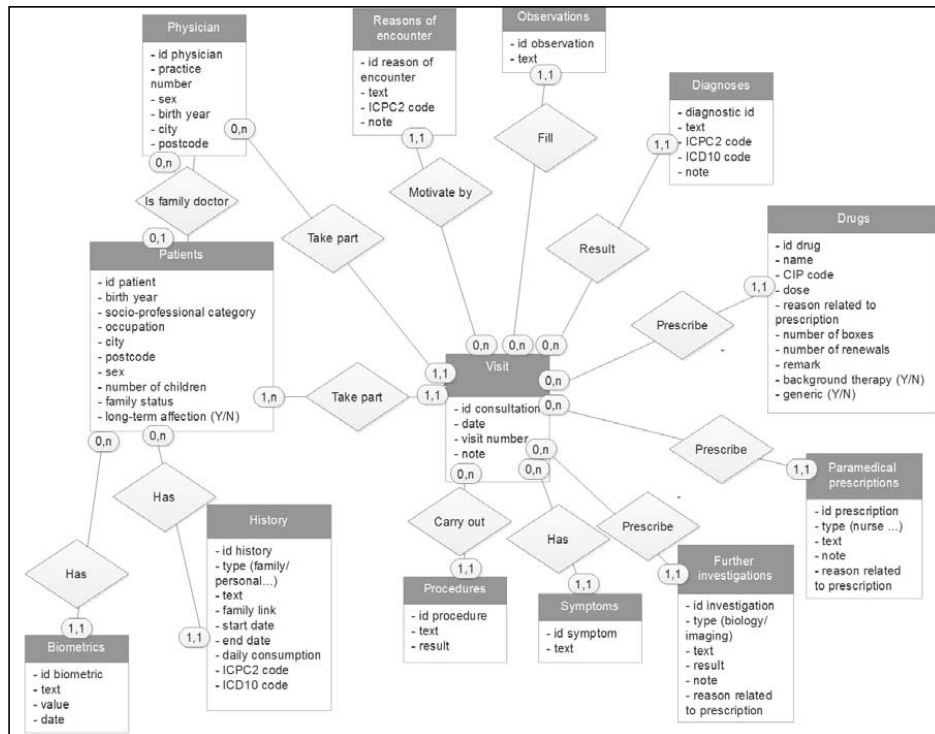 Physician
- id physician
- practice
number
- sex
- birth year
- city
- postcode
0,n
0,n
Is family doctor
0,1
Reasons of
encounter
- id reason of
encounter
- text
- ICPC2 code
- note
1,1
Motivate by
0,n
Observations
- id observation
- text
1,1
Fill
0,n
Diagnoses
- diagnostic id
- text
- ICPC2 code
- ICD10 code
- note
1,1
Result
0,n
Take part
1,1
Patients
- id patient
- birth year
- socio-professional category
- occupation
- city
- postcode
- sex
- number of children
- family status
- long-term affection (Y/N)
1,n
Take part
1,1
Visit
- id consultation
- date
- visit number
- note
Drugs
- id drug
- name
- CIP code
- dose
- reason related to
prescription
- number of boxes
- number of renewals
- remark
- background therapy (Y/N)
- generic (Y/N)
1,1
Prescribe
0,n
0,n
Prescribe
1,1
Paramedical
prescriptions
- id prescription
- type (nurse ...)
- text
- note
- reason related
to prescription
0,n
Has
1,1
Biometrics
- id biometric
- text
- value
- date
0,n
Has
1,1
History
- id history
- type (family/
personal...)
- text
- family link
- start date
- end date
- daily consumption
- ICPC2 code
- ICD10 code
0,n
Carry out
1,1
Procedures
- id procedure
- text
- result
0,n
Has
1,1
Symptoms
- id symptom
- text
0,n
Prescribe
1,1
Further
investigations
- id investigation
- type (biology/
imaging)
- text
- result
- note
- reason related
to prescription